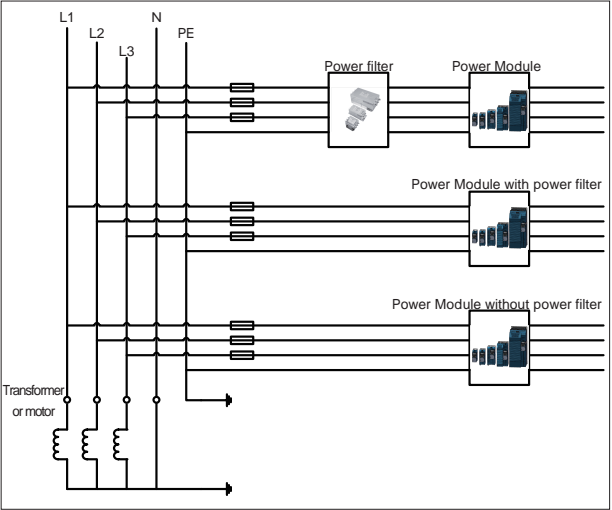 L1
L2
L3
N
PE
Power filter
Power Module
Power Module with power filter
Power Module without power filter
Transformer
or motor